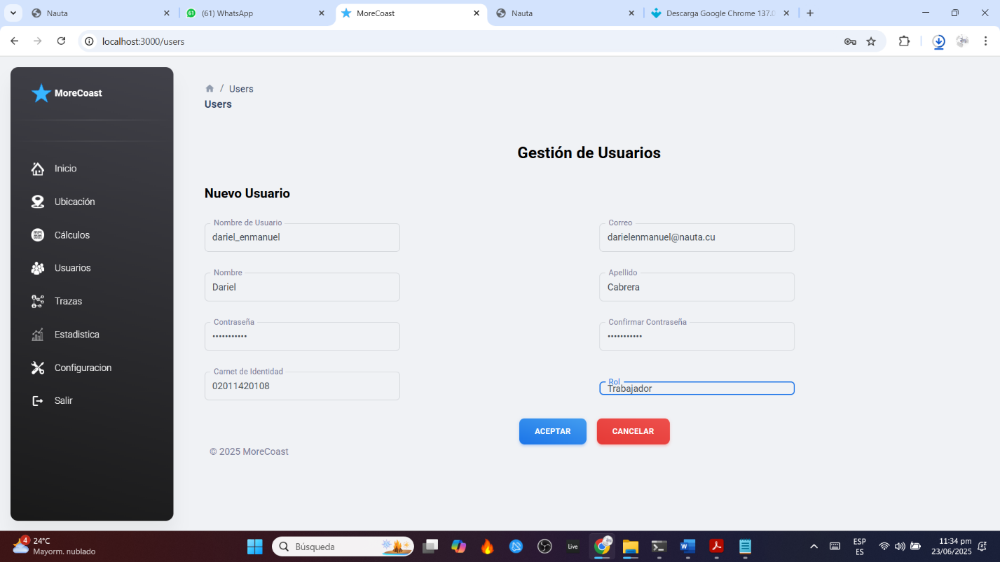 Nauta
(61) WhatsApp
MoreCoast
Nauta
Descarga Google Chrome 137.0
localhost:3000/users
MoreCoast
Inicio
Ubicación
Cálculos
Usuarios
Trazas
Estadistica
Configuracion
Salir
/ Users
Users
Gestión de Usuarios
Nuevo Usuario
Nombre de Usuario
dariel_enmanuel
Correo
darielenmanuel@nauta.cu
Nombre
Dariel
Apellido
Cabrera
Contraseña
•••••••••••
Confirmar Contraseña
•••••••••••
Carnet de Identidad
02011420108
Rol
Trabajador
ACEPTAR
CANCELAR
© 2025 MoreCoast
4
24°C
Mayorm. nublado
Búsqueda
Live
ESP
ES
11:34 pm
23/06/2025